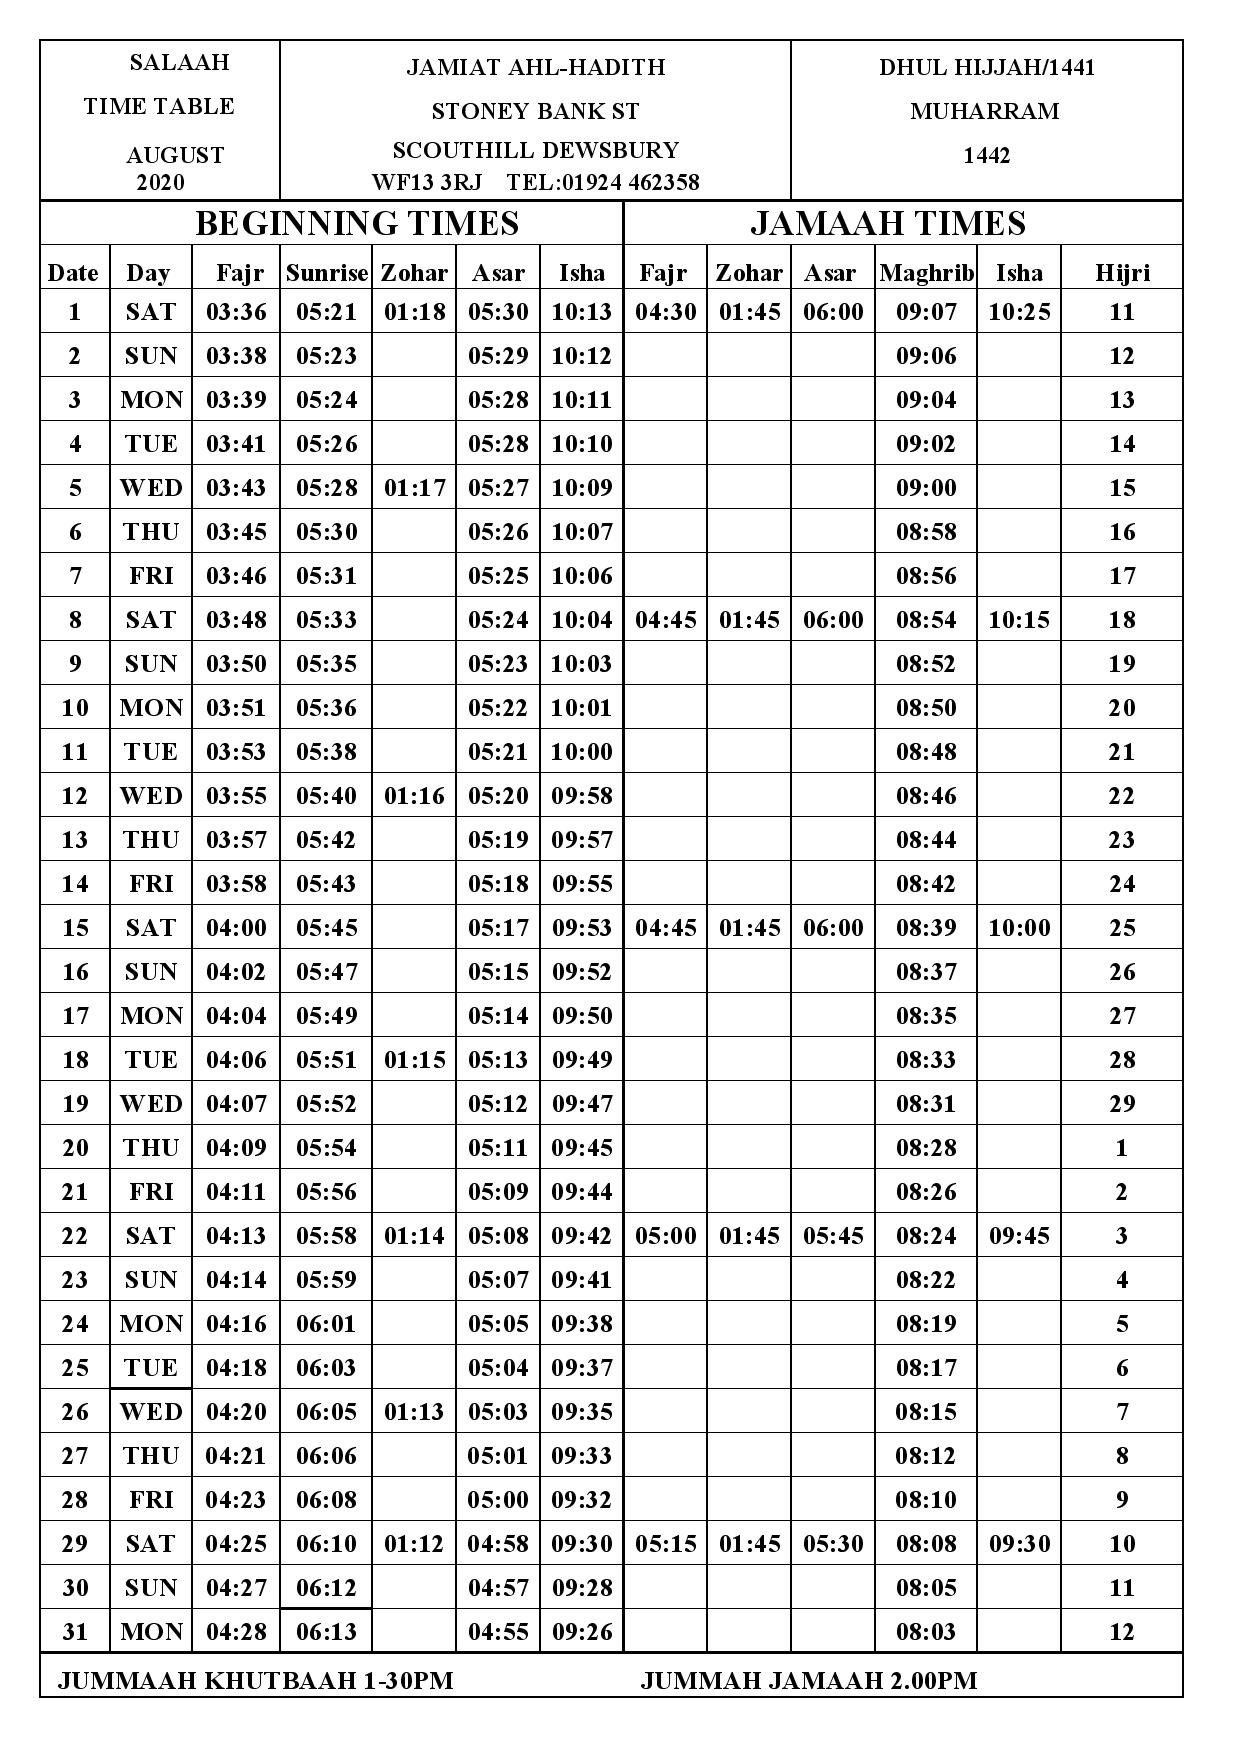 SALAAH
TIME TABLE
AUGUST
2020
JAMIAT AHL-HADITH
STONEY BANK ST
SCOUTHILL DEWSBURY
WF13 3RJ TEL:01924 462358
DHUL HIJJAH/1441
MUHARRAM
1442
BEGINNING TIMES JAMAAH TIMES
Date Day Fajr Sunrise Zohar Asar Isha Fajr Zohar Asar Maghrib Isha Hijri
1 SAT 03:36 05:21 01:18 05:30 10:13 04:30 01:45 06:00 09:07 10:25 11
2 SUN 03:38 05:23 05:29 10:12 09:06 12
3 MON 03:39 05:24 05:28 10:11 09:04 13
4 TUE 03:41 05:26 05:28 10:10 09:02 14
5 WED 03:43 05:28 01:17 05:27 10:09 09:00 15
6 THU 03:45 05:30 05:26 10:07 08:58 16
7 FRI 03:46 05:31 05:25 10:06 08:56 17
8 SAT 03:48 05:33 05:24 10:04 04:45 01:45 06:00 08:54 10:15 18
9 SUN 03:50 05:35 05:23 10:03 08:52 19
10 MON 03:51 05:36 05:22 10:01 08:50 20
11 TUE 03:53 05:38 05:21 10:00 08:48 21
12 WED 03:55 05:40 01:16 05:20 09:58 08:46 22
13 THU 03:57 05:42 05:19 09:57 08:44 23
14 FRI 03:58 05:43 05:18 09:55 08:42 24
15 SAT 04:00 05:45 05:17 09:53 04:45 01:45 06:00 08:39 10:00 25
16 SUN 04:02 05:47 05:15 09:52 08:37 26
17 MON 04:04 05:49 05:14 09:50 08:35 27
18 TUE 04:06 05:51 01:15 05:13 09:49 08:33 28
19 WED 04:07 05:52 05:12 09:47 08:31 29
20 THU 04:09 05:54 05:11 09:45 08:28 1
21 FRI 04:11 05:56 05:09 09:44 08:26 2
22 SAT 04:13 05:58 01:14 05:08 09:42 05:00 01:45 05:45 08:24 09:45 3
23 SUN 04:14 05:59 05:07 09:41 08:22 4
24 MON 04:16 06:01 05:05 09:38 08:19 5
25 TUE 04:18 06:03 05:04 09:37 08:17 6
26 WED 04:20 06:05 01:13 05:03 09:35 08:15 7
27 THU 04:21 06:06 05:01 09:33 08:12 8
28 FRI 04:23 06:08 05:00 09:32 08:10 9
29 SAT 04:25 06:10 01:12 04:58 09:30 05:15 01:45 05:30 08:08 09:30 10
30 SUN 04:27 06:12 04:57 09:28 08:05 11
31 MON 04:28 06:13 04:55 09:26 08:03 12
JUMMAAH KHUTBAAH 1-30PM JUMMAH JAMAAH 2.00PM